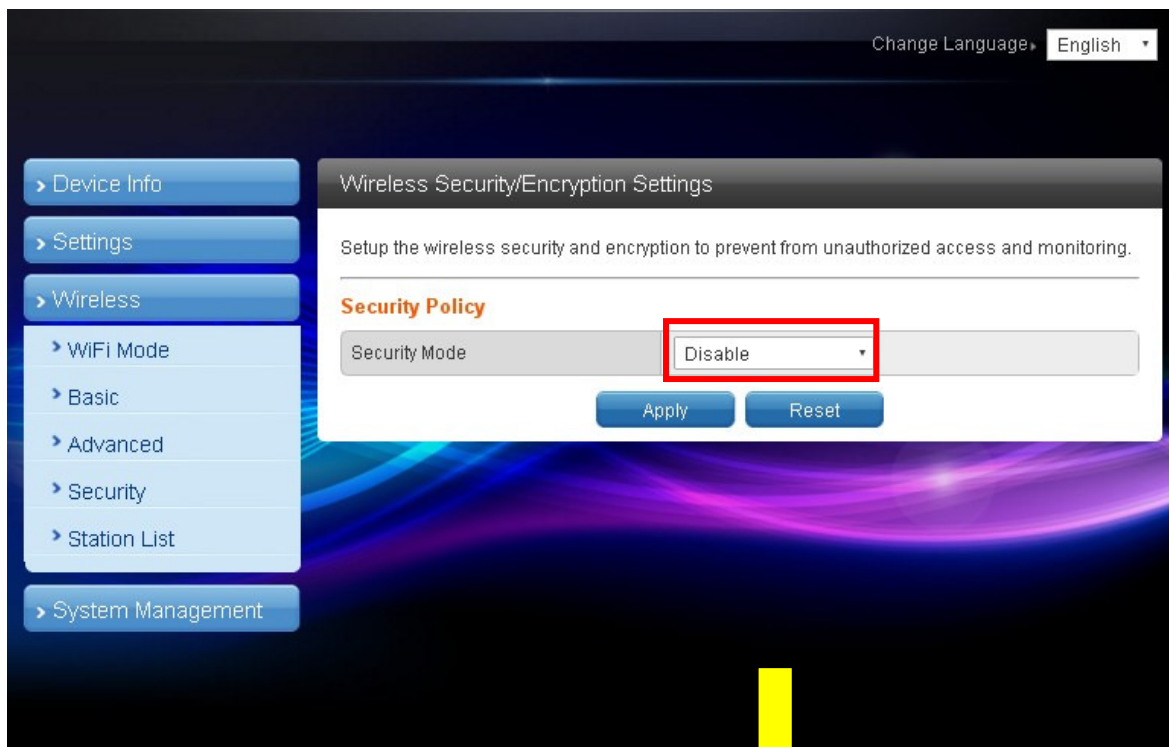 Change Language
English
Device Info
Settings
Wireless
WiFi Mode
Basic
Advanced
Security
Station List
System Management
Wireless Security/Encryption Settings
Setup the wireless security and encryption to prevent from unauthorized access and monitoring.
Security Policy
Security Mode Disable
Apply Reset